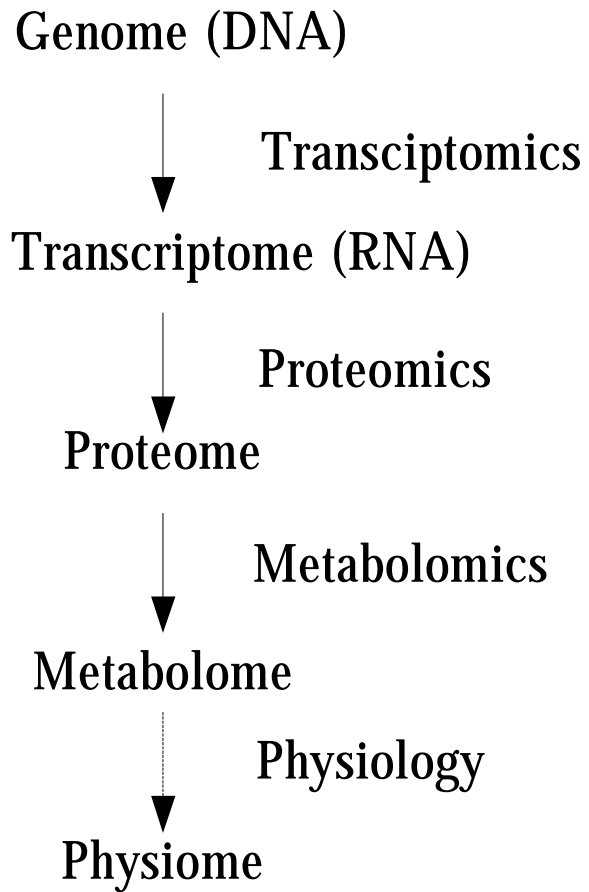 Genome (DNA)
Transciptomics
Transcriptome (RNA)
Proteomics
Proteome
Metabolomics
Metabolome
Physiology
Physiome